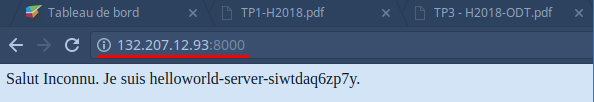 Tableau de bord TP1-H2018.pdf TP3 - H2018-ODT.pdf
132.207.12.93:8000
Salut Inconnu. Je suis helloworld-server-siwtdaq6zp7y.